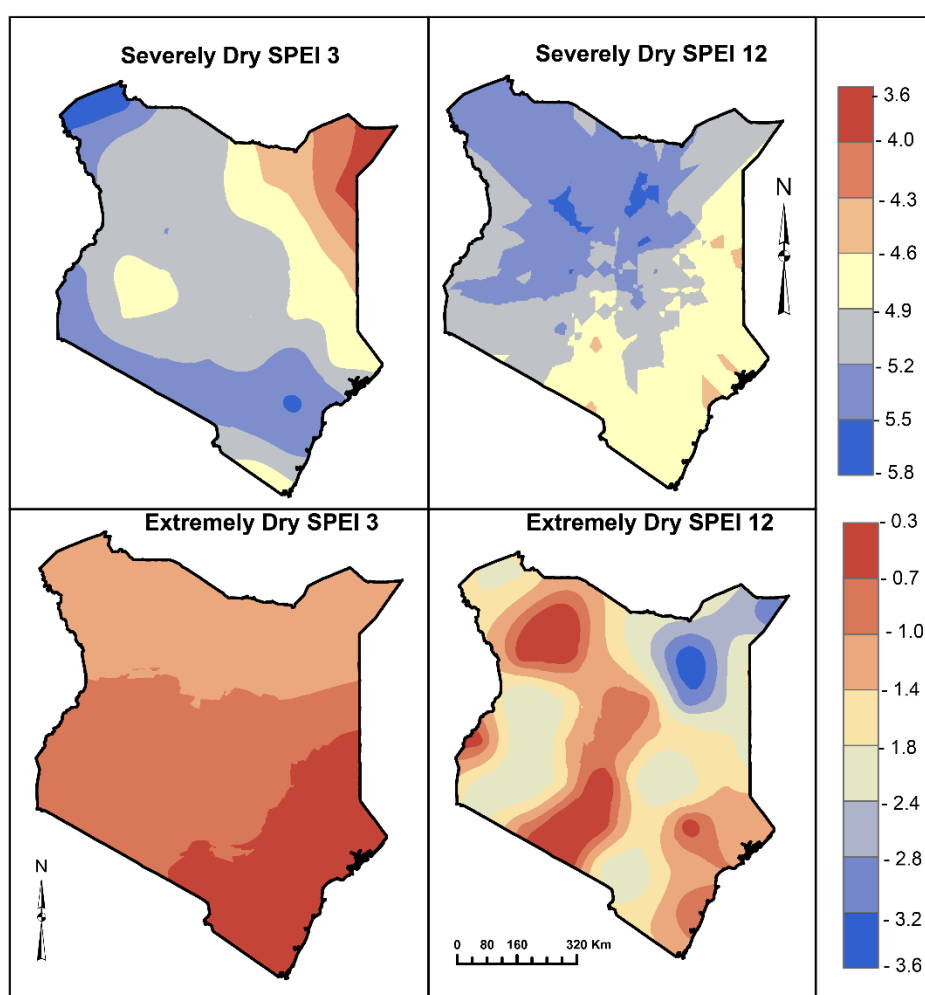 Severely Dry SPEI 3
Severely Dry SPEI 12
- 3.6
- 4.0
- 4.3
- 4.6
- 4.9
- 5.2
- 5.5
- 5.8
N
Extremely Dry SPEI 3
Extremely Dry SPEI 12
- 0.3
- 0.7
- 1.0
- 1.4
- 1.8
- 2.4
- 2.8
- 3.2
- 3.6
N
0 80 160 320 Km